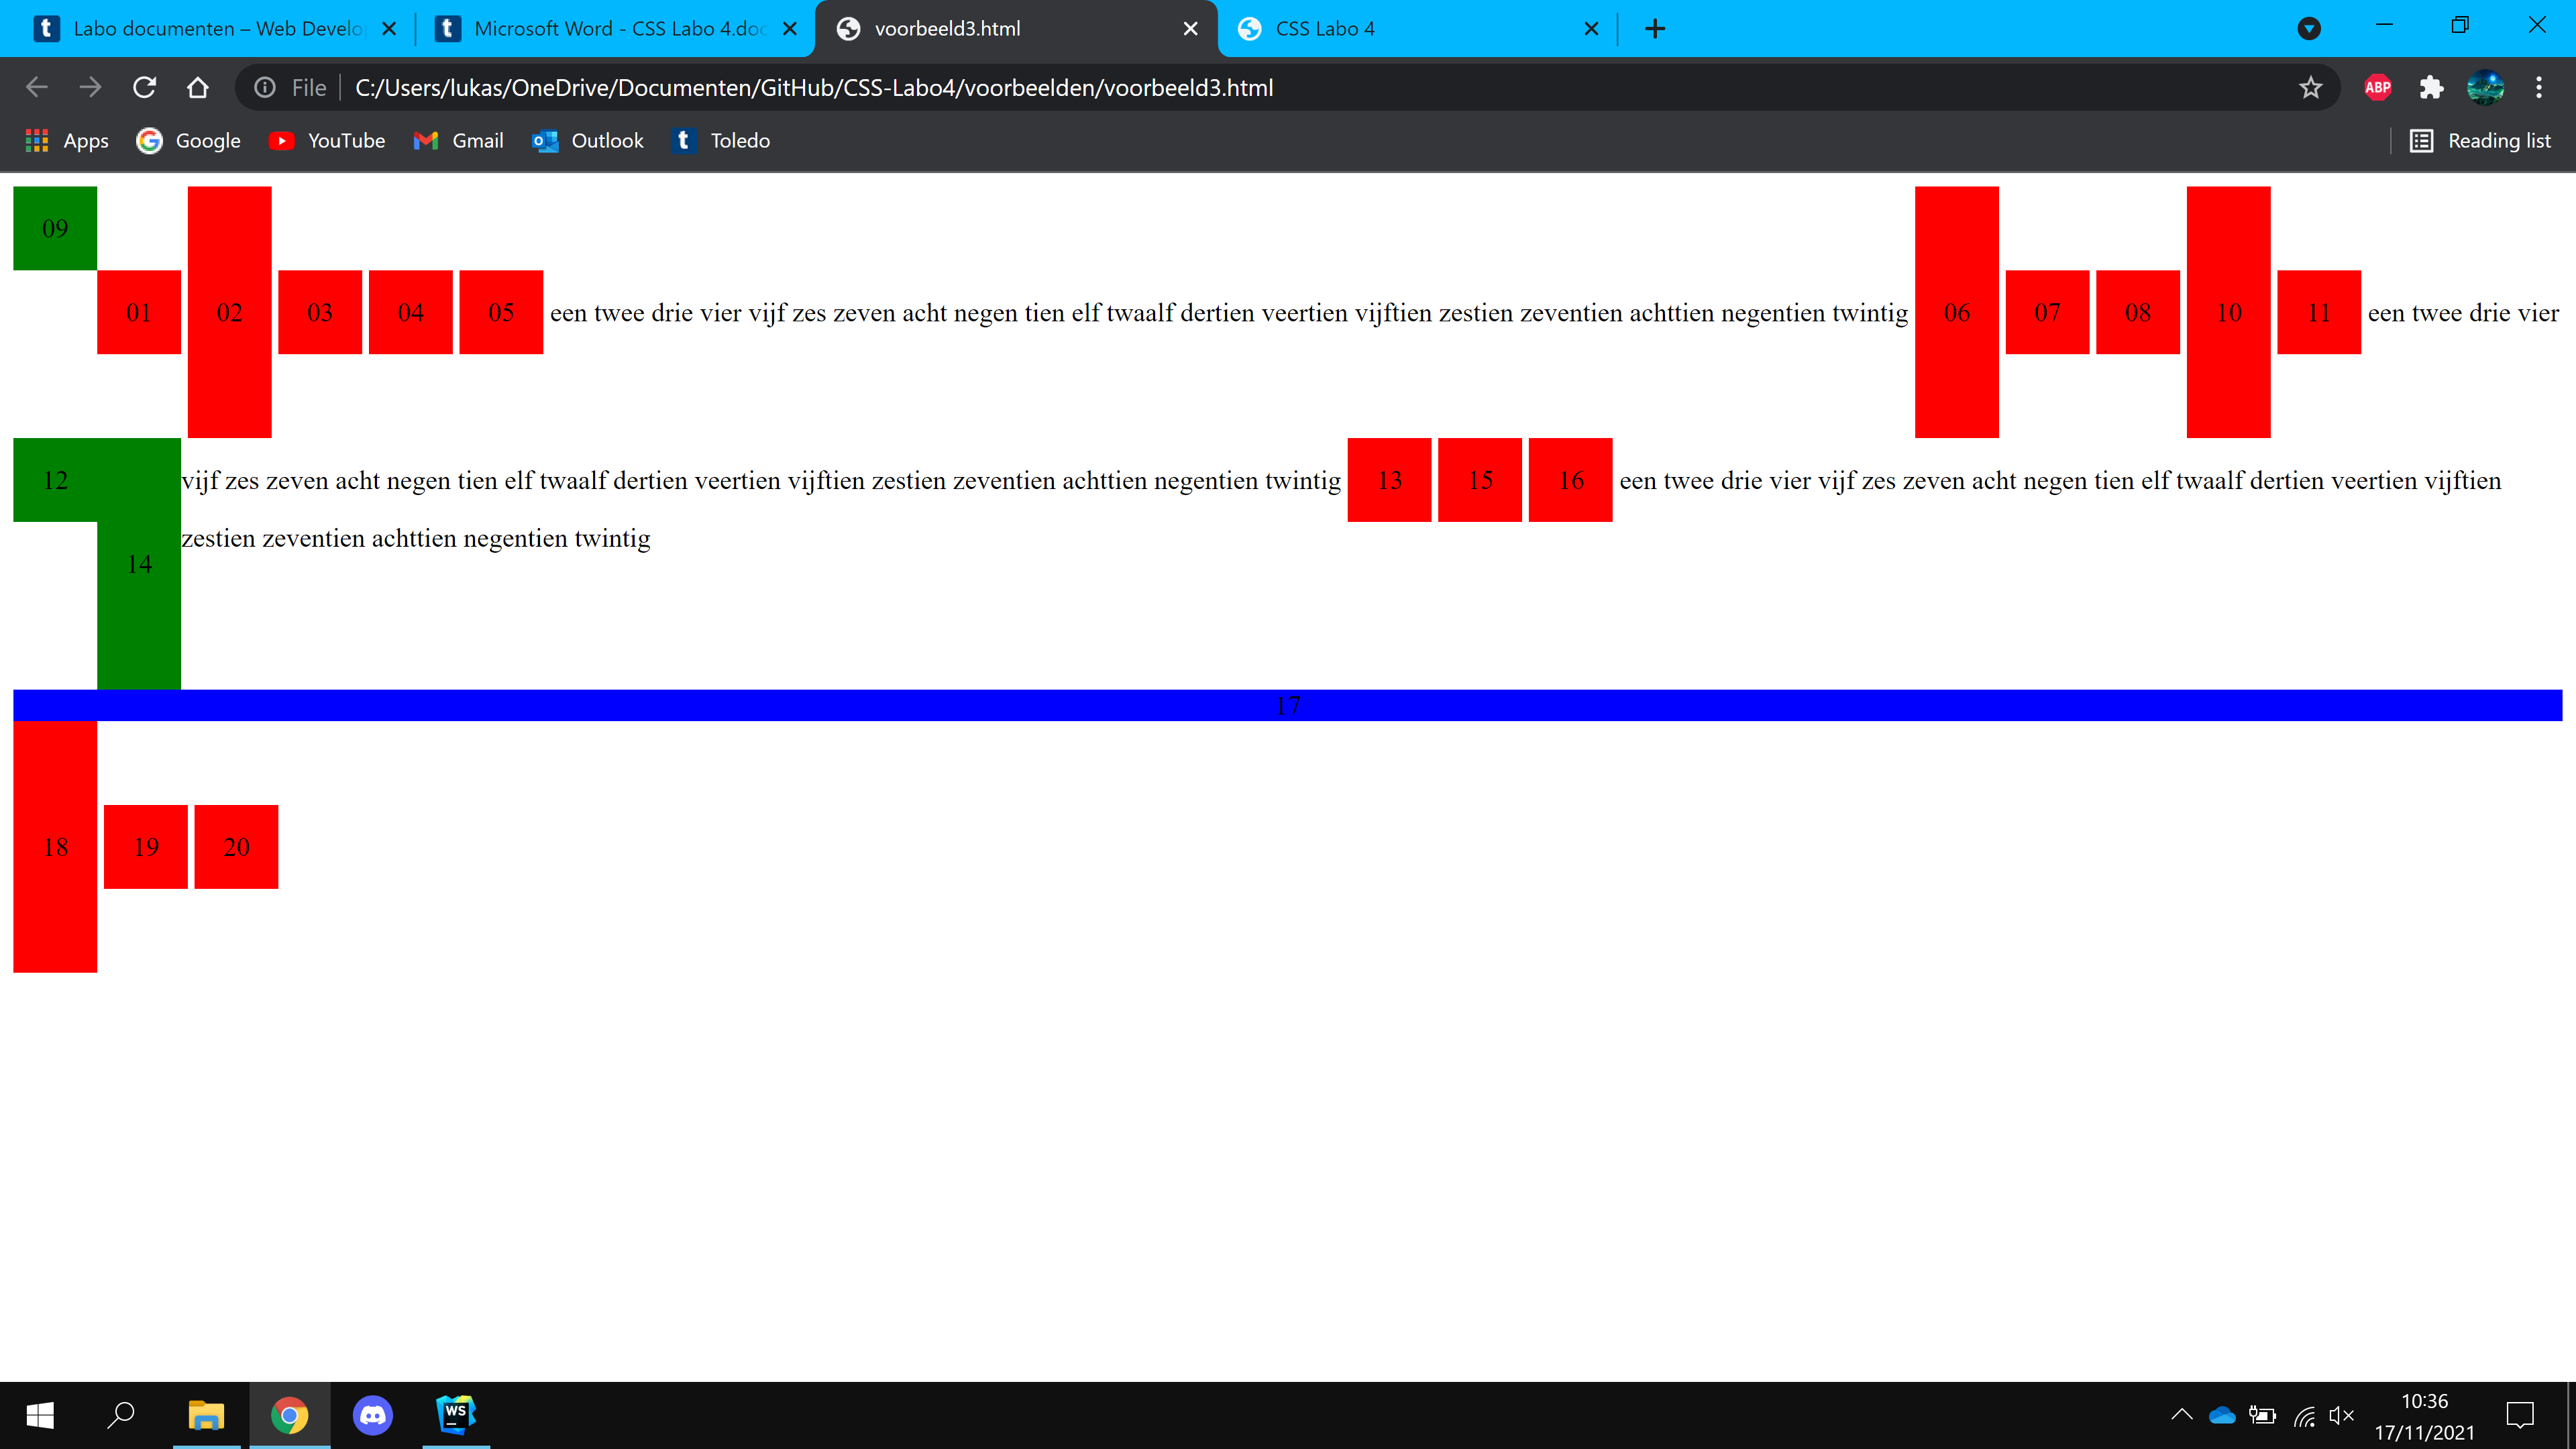 Labo documenten – Web Develo
Microsoft Word - CSS Labo 4.doc
voorbeeld3.html
CSS Labo 4
File
C:/Users/lukas/OneDrive/Documenten/GitHub/CSS-Labo4/voorbeelden/voorbeeld3.html
ABP
Apps
Google
YouTube
Gmail
Outlook
Toledo
Reading list
09
01 02 03 04 05 een twee drie vier vijf zes zeven acht negen tien elf twaalf dertien veertien vijftien zestien zeventien achttien negentien twintig 06 07 08 10 11 een twee drie vier
12 vijf zes zeven acht negen tien elf twaalf dertien veertien vijftien zestien zeventien achttien negentien twintig 13 15 16 een twee drie vier vijf zes zeven acht negen tien elf twaalf dertien veertien vijftien
zestien zeventien achttien negentien twintig
14
17
18 19 20
WS
10:36
17/11/2021